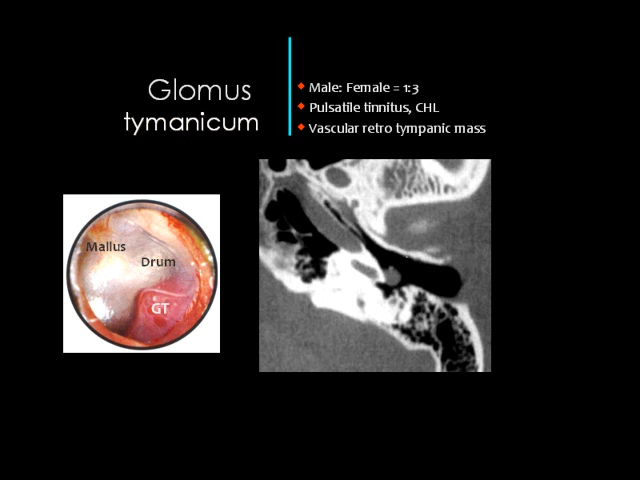 Glomus
tymanicum
Male: Female = 1:3
Pulsatile tinnitus, CHL
Vascular retro tympanic mass
Mallus
Drum
GT